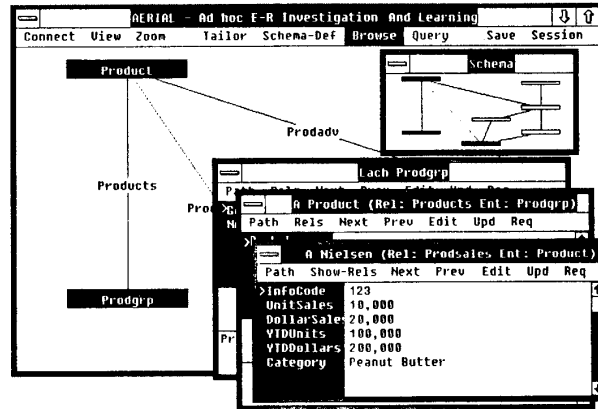 AERIAL - Ad hoc E-R Investigation And Learning
Connect View Zoom Tailor Schema-Def Browse Query Save Session
Schema
Product
Prodadv
Products
Lach Prodgrp
A Product (Rel: Products Ent: Prodgrp)
Path Rels Next Prev Edit Upd Req
A Nielsen (Rel: Prodsales Ent: Product)
Path Show-Rels Next Prev Edit Upd Req
>InfoCode 123
UnitSales 10,000
DollarSales 20,000
YTDUnits 100,000
YTDDollars 200,000
Category Peanut Butter
Prodgrp